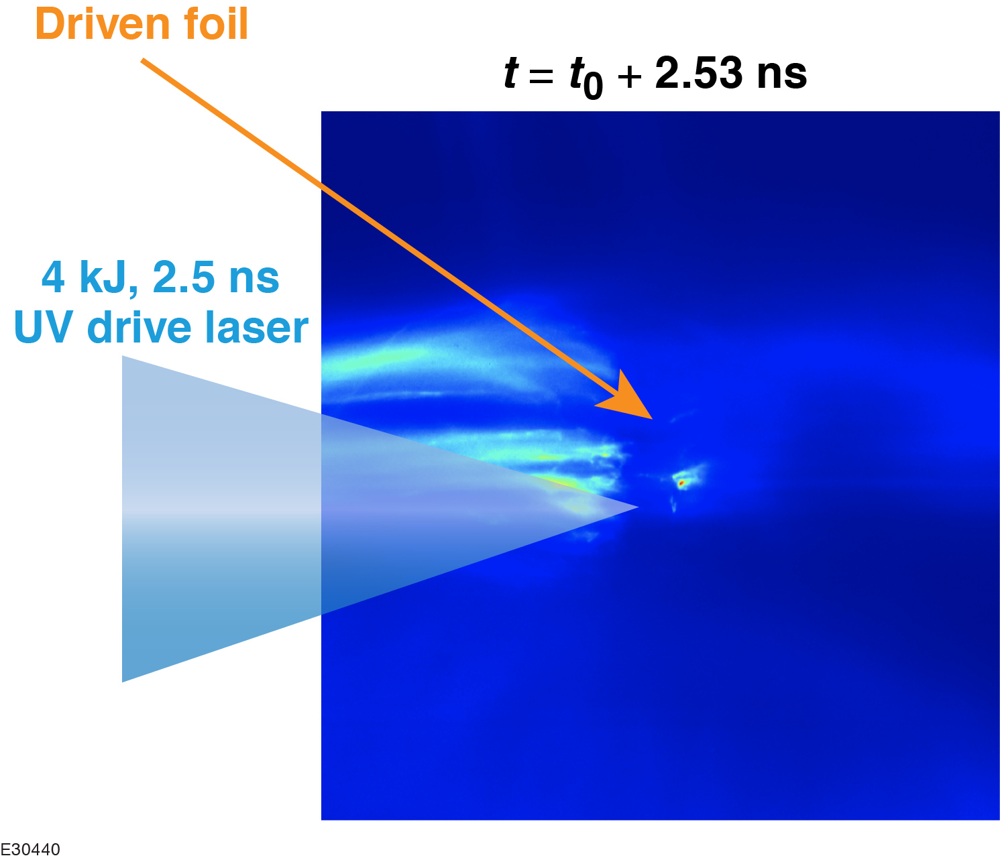 Driven foil
t = t0 + 2.53 ns
4 kJ, 2.5 ns
UV drive laser
E30440